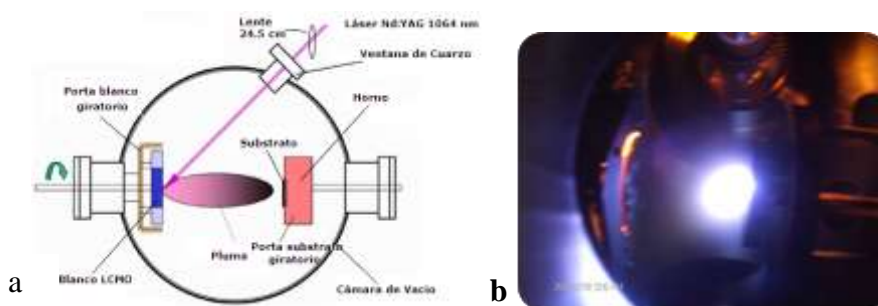 Lente
24.5 cm
Láser Nd:YAG 1064 nm
Ventana de Cuarzo
Porta blanco
giratorio
Horno
Substrato
Pluma
Porta substrato
giratorio
Blanco LCMO
Cámara de Vacio
a
b